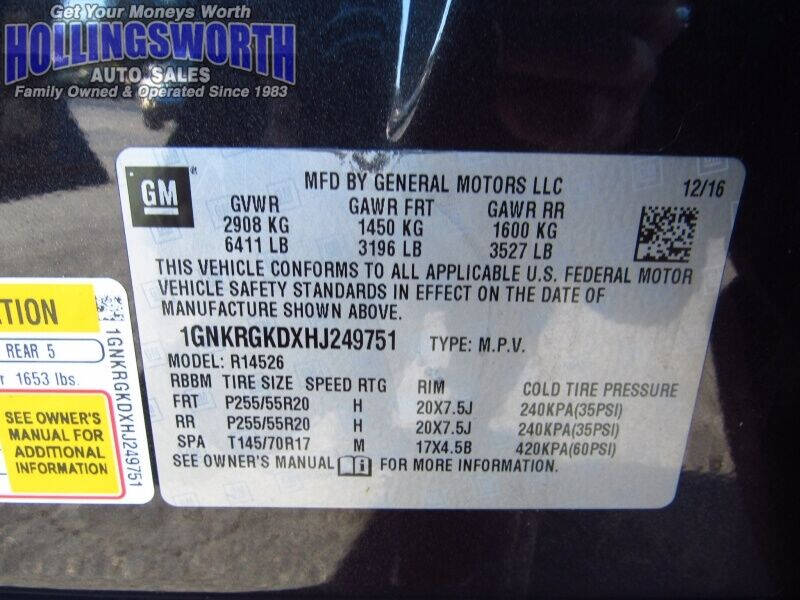 Get Your Moneys Worth
HOLLINGSWORTH
AUTO SALES
Family Owned & Operated Since 1983
GM
MFD BY GENERAL MOTORS LLC 12/16
GVWR GAWR FRT GAWR RR
2908 KG 1450 KG 1600 KG
6411 LB 3196 LB 3527 LB
THIS VEHICLE CONFORMS TO ALL APPLICABLE U.S. FEDERAL MOTOR
VEHICLE SAFETY STANDARDS IN EFFECT ON THE DATE OF
MANUFACTURE SHOWN ABOVE.
1GNKRGKDXHJ249751 TYPE: M.P.V.
MODEL: R14526
RBBM TIRE SIZE SPEED RTG RIM COLD TIRE PRESSURE
FRT P255/55R20 H 20X7.5J 240KPA(35PSI)
RR P255/55R20 H 20X7.5J 240KPA(35PSI)
SPA T145/70R17 M 17X4.5B 420KPA(60PSI)
SEE OWNER'S MANUAL FOR MORE INFORMATION.
REAR 5
1653 lbs.
SEE OWNER'S
MANUAL FOR
ADDITIONAL
INFORMATION
1GNKRGKDXHJ249751